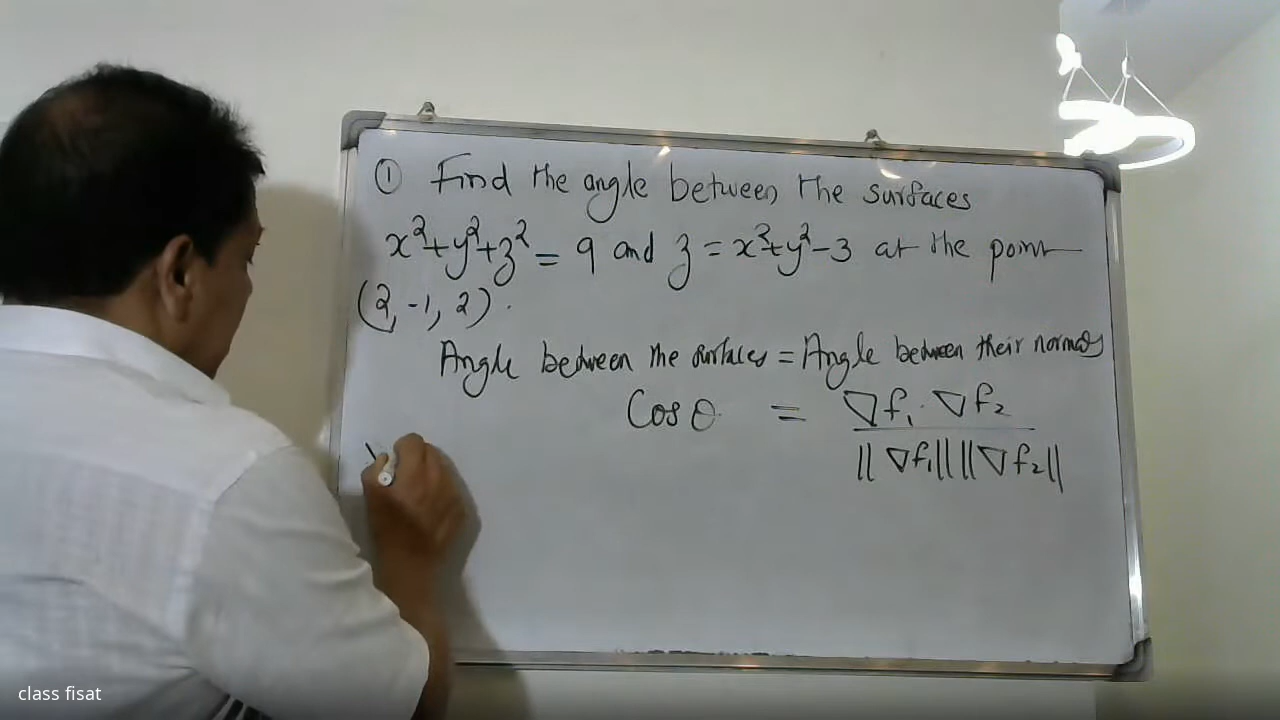 ① Find the angle between the surfaces
x²+y²+z² = 9 and z = x²+y²-3 at the point
(2, -1, 2).
Angle between the surfaces = Angle between their normals
Cos θ = ∇f₁ . ∇f₂
|| ∇f₁|| ||∇f₂||
class fisat